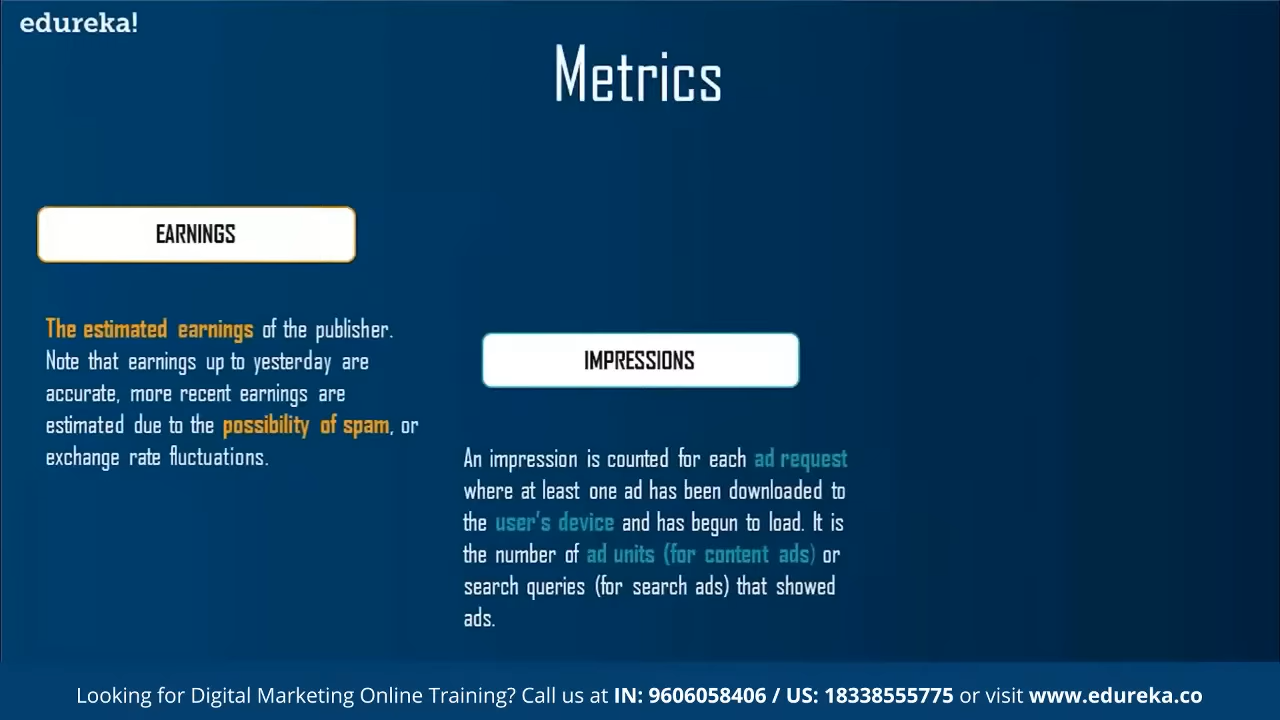 edureka!
Metrics
EARNINGS
The estimated earnings of the publisher.
Note that earnings up to yesterday are
accurate, more recent earnings are
estimated due to the possibility of spam, or
exchange rate fluctuations.
IMPRESSIONS
An impression is counted for each ad request
where at least one ad has been downloaded to
the user's device and has begun to load. It is
the number of ad units (for content ads) or
search queries (for search ads) that showed
ads.
Looking for Digital Marketing Online Training? Call us at IN: 9606058406 / US: 18338555775 or visit www.edureka.co